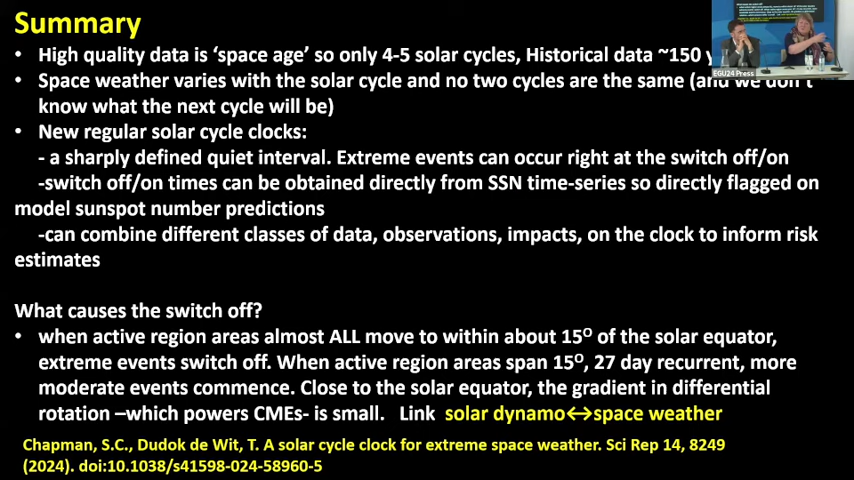 Summary
• High quality data is ‘space age’ so only 4-5 solar cycles, Historical data ~150 y
• Space weather varies with the solar cycle and no two cycles are the same (and we don't
know what the next cycle will be)
• New regular solar cycle clocks:
- a sharply defined quiet interval. Extreme events can occur right at the switch off/on
-switch off/on times can be obtained directly from SSN time-series so directly flagged on
model sunspot number predictions
-can combine different classes of data, observations, impacts, on the clock to inform risk
estimates
What causes the switch off?
• when active region areas almost ALL move to within about 15⁰ of the solar equator,
extreme events switch off. When active region areas span 15⁰, 27 day recurrent, more
moderate events commence. Close to the solar equator, the gradient in differential
rotation –which powers CMEs- is small. Link solar dynamo↔space weather
Chapman, S.C., Dudok de Wit, T. A solar cycle clock for extreme space weather. Sci Rep 14, 8249
(2024). doi:10.1038/s41598-024-58960-5
EGU24 Press